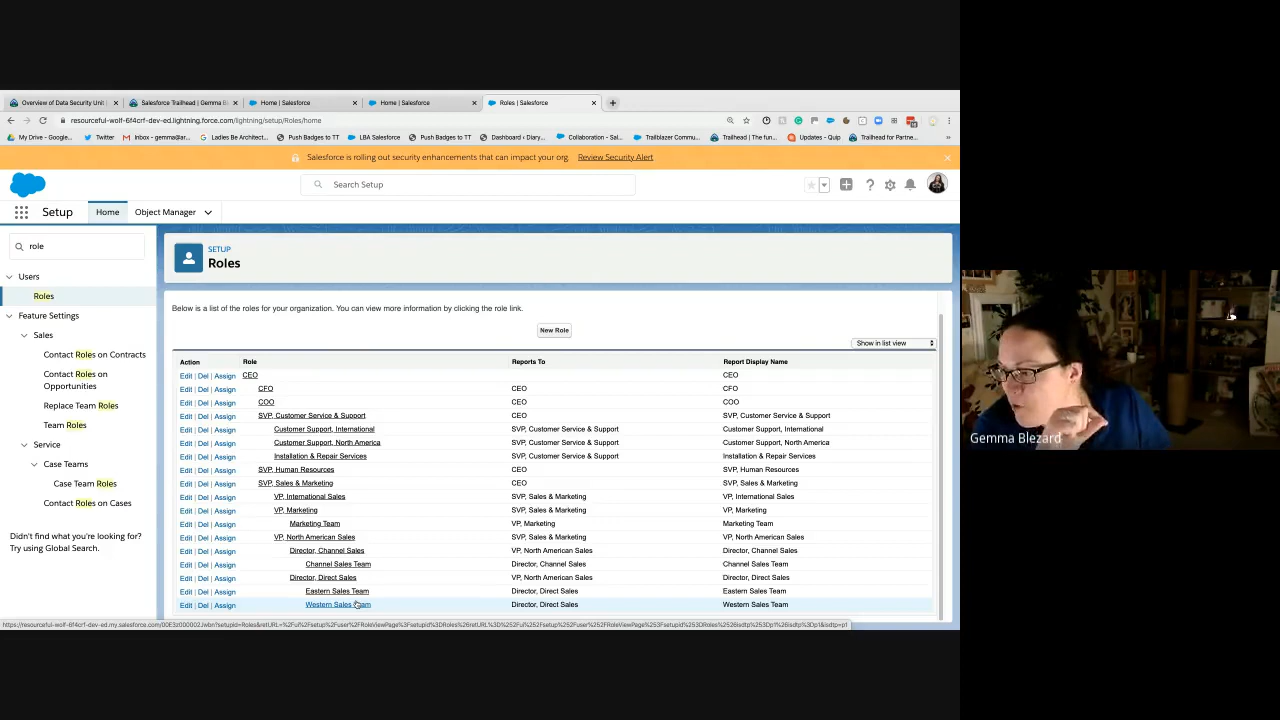 Overview of Data Security Unit
Salesforce Trailhead | Gemma B
Home | Salesforce
Home | Salesforce
Roles | Salesforce
resourceful-wolf-6f4crf-dev-ed.lightning.force.com/lightning/setup/Roles/home
My Drive - Google...
Twitter
Inbox - gemma@ar...
Ladies Be Architect...
Push Badges to TT
LBA Salesforce
Push Badges to TT
Dashboard ‹ Diary...
Collaboration - Sal...
Trailblazer Commu...
Trailhead | The fun...
Updates - Quip
Trailhead for Partne...
Salesforce is rolling out security enhancements that can impact your org. Review Security Alert
Search Setup
Setup
Home
Object Manager
role
Users
Roles
Feature Settings
Sales
Contact Roles on Contracts
Contact Roles on
Opportunities
Replace Team Roles
Team Roles
Service
Case Teams
Case Team Roles
Contact Roles on Cases
Didn't find what you're looking for?
Try using Global Search.
SETUP
Roles
Below is a list of the roles for your organization. You can view more information by clicking the role link.
New Role
Show in list view
Action Role Reports To Report Display Name
Edit | Del | Assign CEO CEO
Edit | Del | Assign CFO CEO CFO
Edit | Del | Assign COO CEO COO
Edit | Del | Assign SVP, Customer Service & Support CEO SVP, Customer Service & Support
Edit | Del | Assign Customer Support, International SVP, Customer Service & Support Customer Support, International
Edit | Del | Assign Customer Support, North America SVP, Customer Service & Support Customer Support, North America
Edit | Del | Assign Installation & Repair Services SVP, Customer Service & Support Installation & Repair Services
Edit | Del | Assign SVP, Human Resources CEO SVP, Human Resources
Edit | Del | Assign SVP, Sales & Marketing CEO SVP, Sales & Marketing
Edit | Del | Assign VP, International Sales SVP, Sales & Marketing VP, International Sales
Edit | Del | Assign VP, Marketing SVP, Sales & Marketing VP, Marketing
Edit | Del | Assign Marketing Team VP, Marketing Marketing Team
Edit | Del | Assign VP, North American Sales SVP, Sales & Marketing VP, North American Sales
Edit | Del | Assign Director, Channel Sales VP, North American Sales Director, Channel Sales
Edit | Del | Assign Channel Sales Team Director, Channel Sales Channel Sales Team
Edit | Del | Assign Director, Direct Sales VP, North American Sales Director, Direct Sales
Edit | Del | Assign Eastern Sales Team Director, Direct Sales Eastern Sales Team
Edit | Del | Assign Western Sales Team Director, Direct Sales Western Sales Team
Gemma Blezard